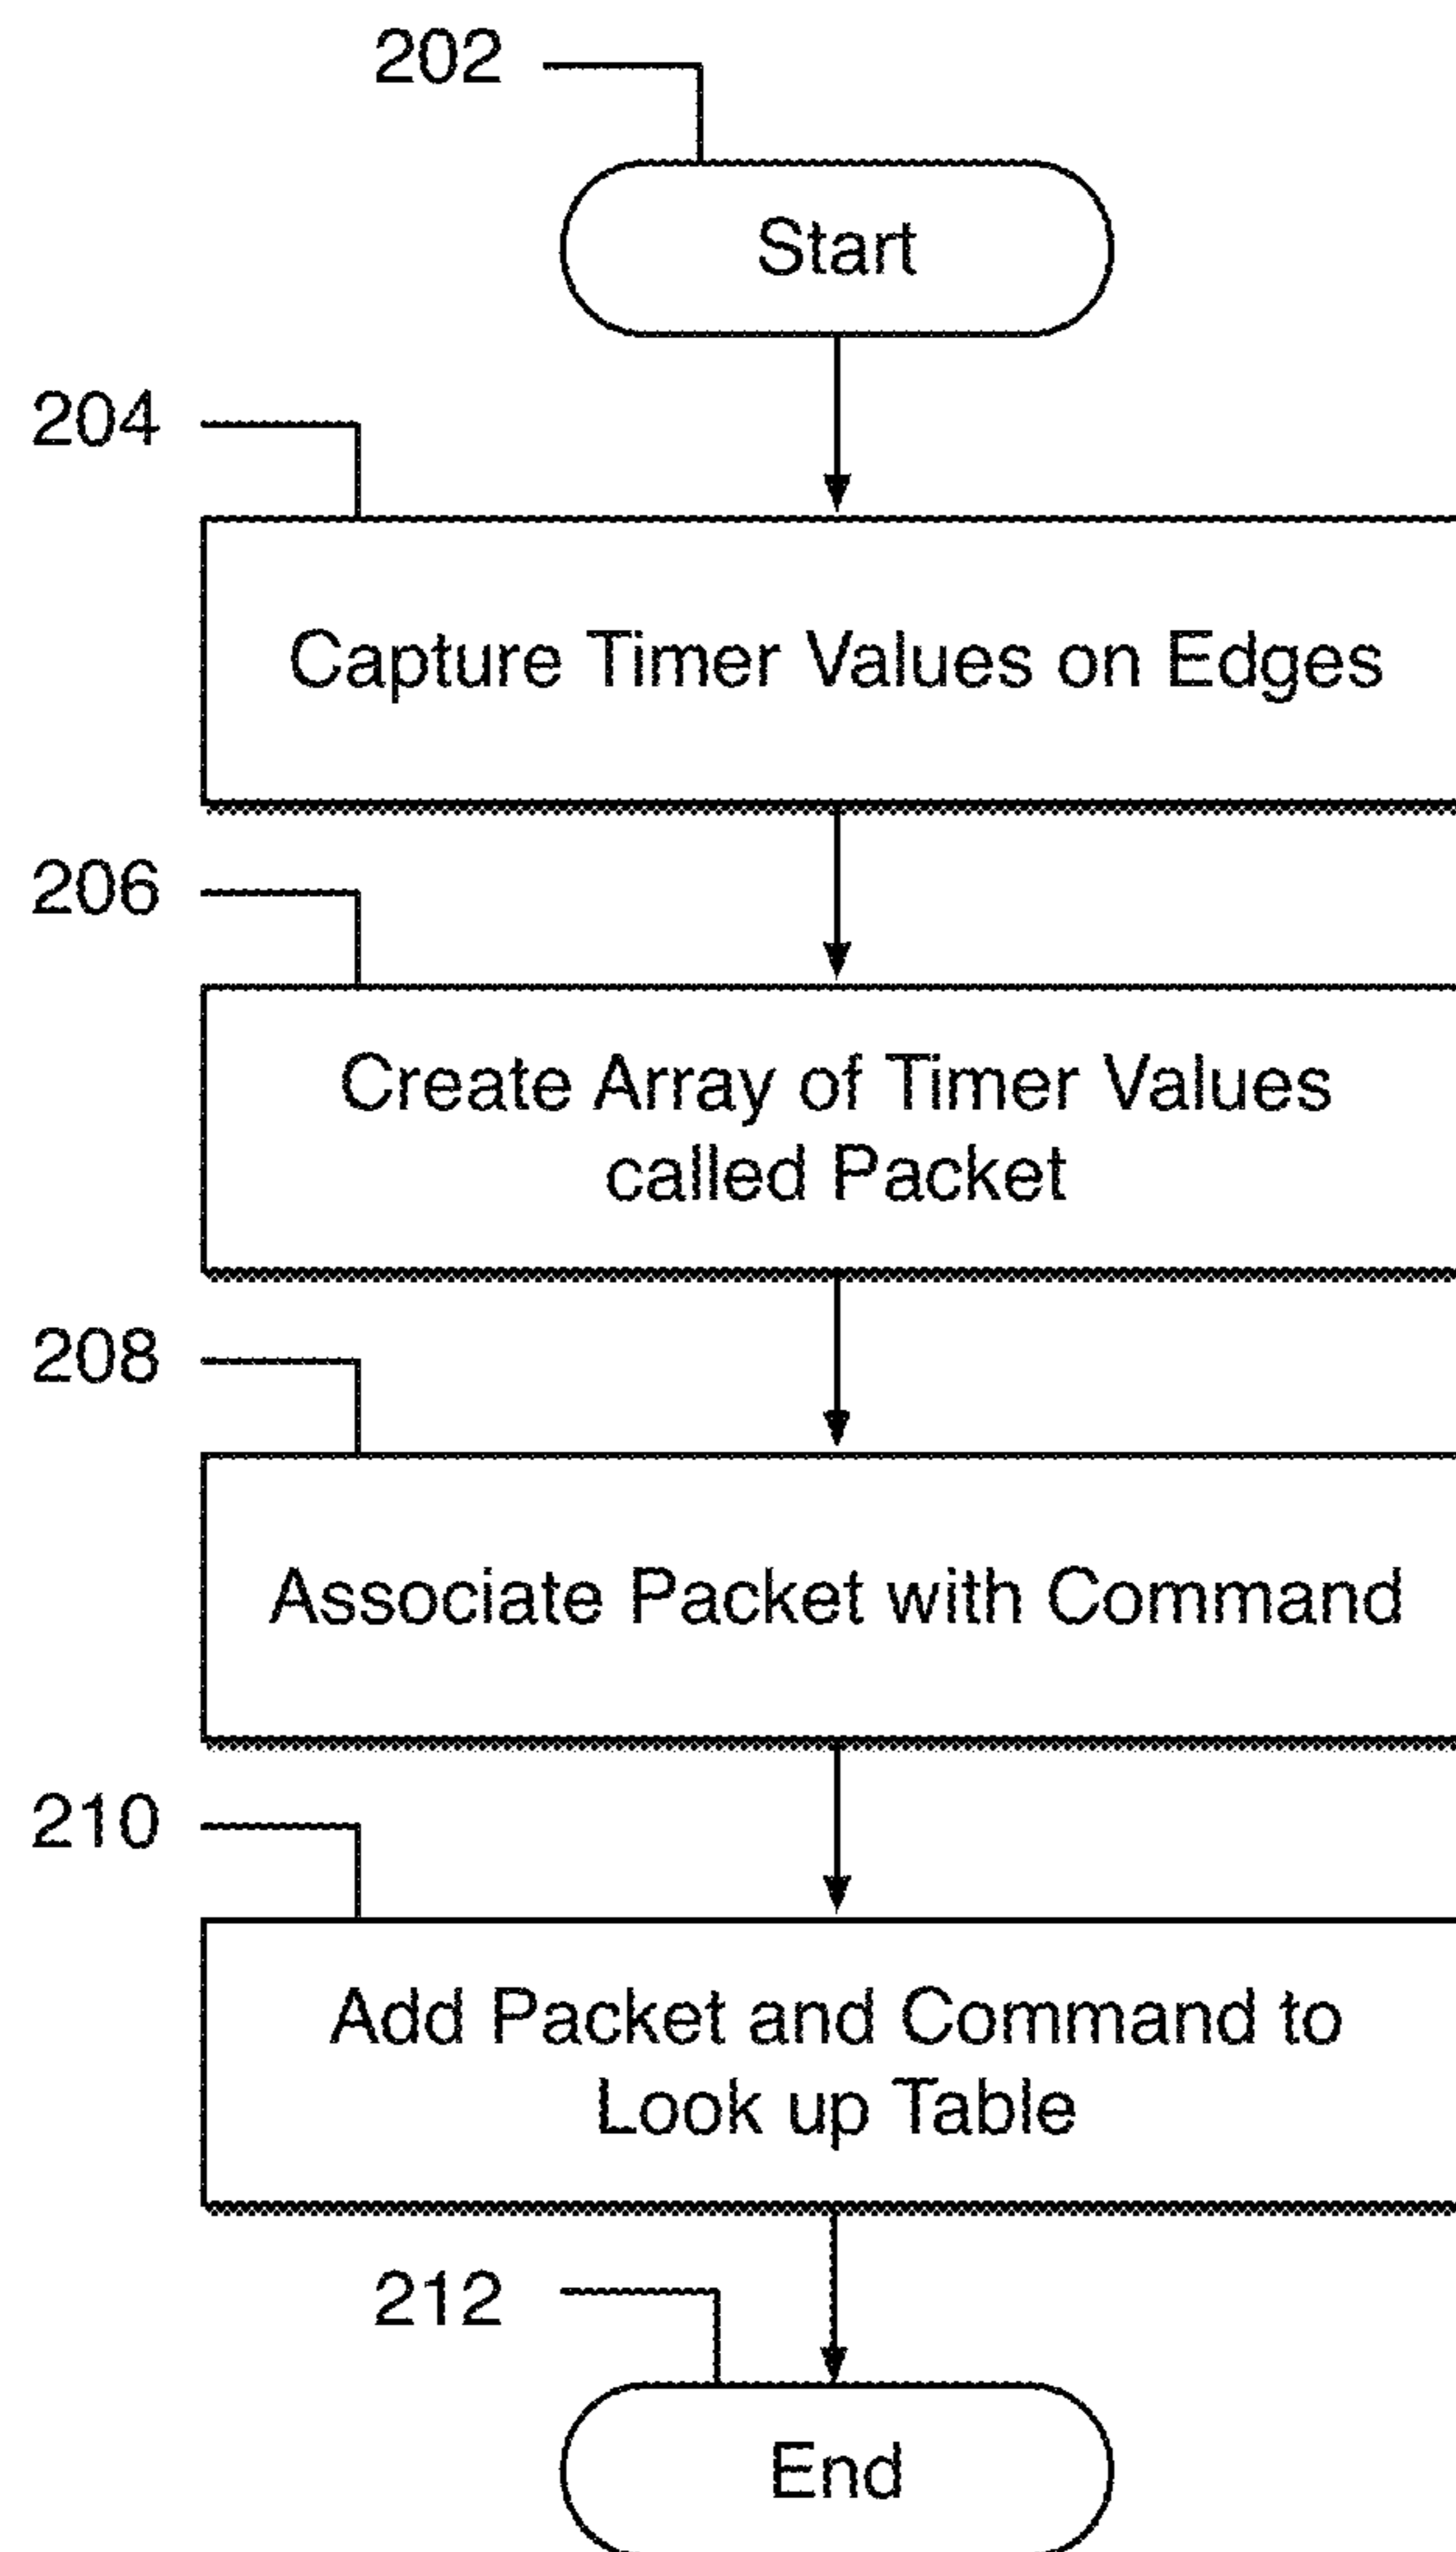 202
Start
204
Capture Timer Values on Edges
206
Create Array of Timer Values
called Packet
208
Associate Packet with Command
210
Add Packet and Command to
Look up Table
212
End